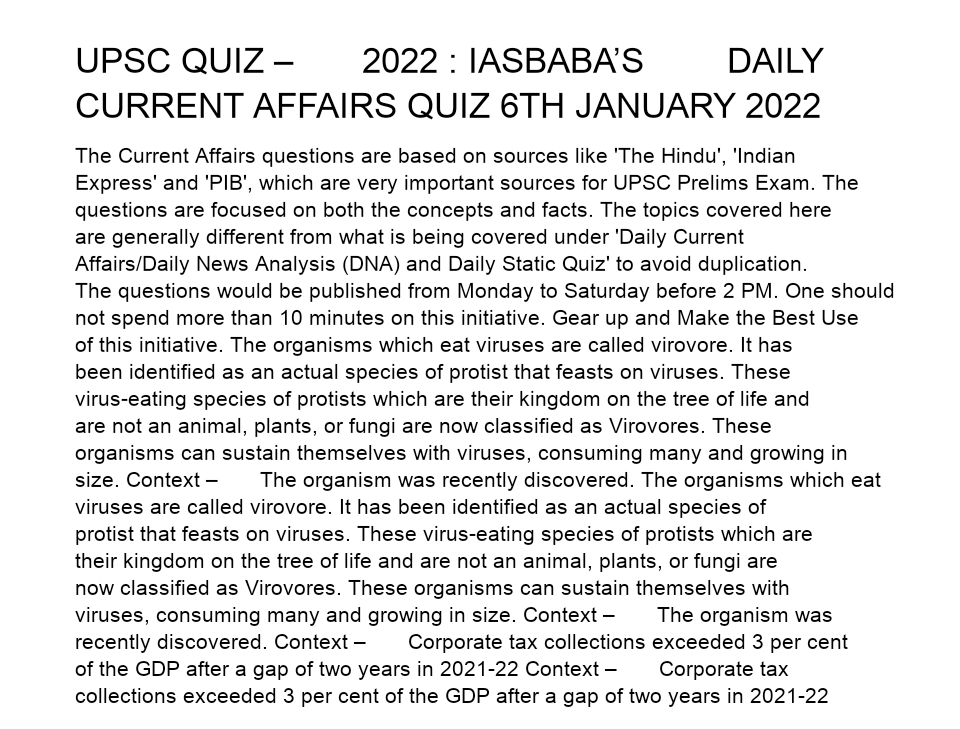 UPSC QUIZ – 2022 : IASBABA’S DAILY
CURRENT AFFAIRS QUIZ 6TH JANUARY 2022
The Current Affairs questions are based on sources like 'The Hindu', 'Indian
Express' and 'PIB', which are very important sources for UPSC Prelims Exam. The
questions are focused on both the concepts and facts. The topics covered here
are generally different from what is being covered under 'Daily Current
Affairs/Daily News Analysis (DNA) and Daily Static Quiz' to avoid duplication.
The questions would be published from Monday to Saturday before 2 PM. One should
not spend more than 10 minutes on this initiative. Gear up and Make the Best Use
of this initiative. The organisms which eat viruses are called virovore. It has
been identified as an actual species of protist that feasts on viruses. These
virus-eating species of protists which are their kingdom on the tree of life and
are not an animal, plants, or fungi are now classified as Virovores. These
organisms can sustain themselves with viruses, consuming many and growing in
size. Context – The organism was recently discovered. The organisms which eat
viruses are called virovore. It has been identified as an actual species of
protist that feasts on viruses. These virus-eating species of protists which are
their kingdom on the tree of life and are not an animal, plants, or fungi are
now classified as Virovores. These organisms can sustain themselves with
viruses, consuming many and growing in size. Context – The organism was
recently discovered. Context – Corporate tax collections exceeded 3 per cent
of the GDP after a gap of two years in 2021-22 Context – Corporate tax
collections exceeded 3 per cent of the GDP after a gap of two years in 2021-22